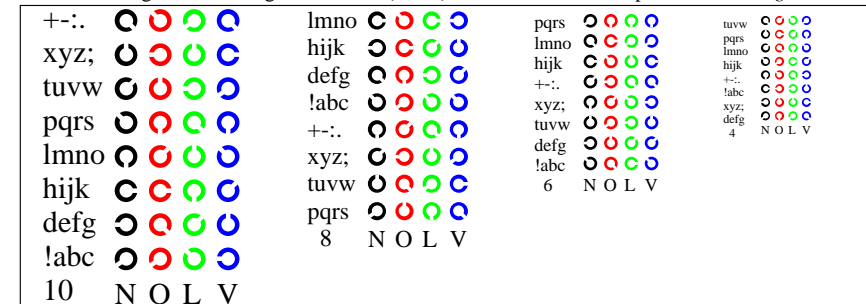 +-:.
xyz;
tuvw
pqrs
lmno
hijk
defg
!abc
10 N O L V
lmno
hijk
defg
!abc
+-:.
xyz;
tuvw
pqrs
8 N O L V
pqrs
lmno
hijk
+-:.
xyz;
tuvw
defg
!abc
6 N O L V
tuvw
pqrs
lmno
hijk
+-:.
!abc
xyz;
defg
4 N O L V